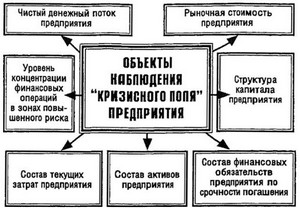 Чистый денежный поток
предприятия
Рыночная стоимость
предприятия
ОБЪЕКТЫ
НАБЛЮДЕНИЯ
"КРИЗИСНОГО ПОЛЯ"
ПРЕДПРИЯТИЯ
Уровень
концентрации
финансовых
операций
в зонах повы-
шенного риска
Структура
капитала
предприятия
Состав текущих
затрат предприятия
Состав активов
предприятия
Состав финансовых
обязательств
предприятия по
срочности погашения